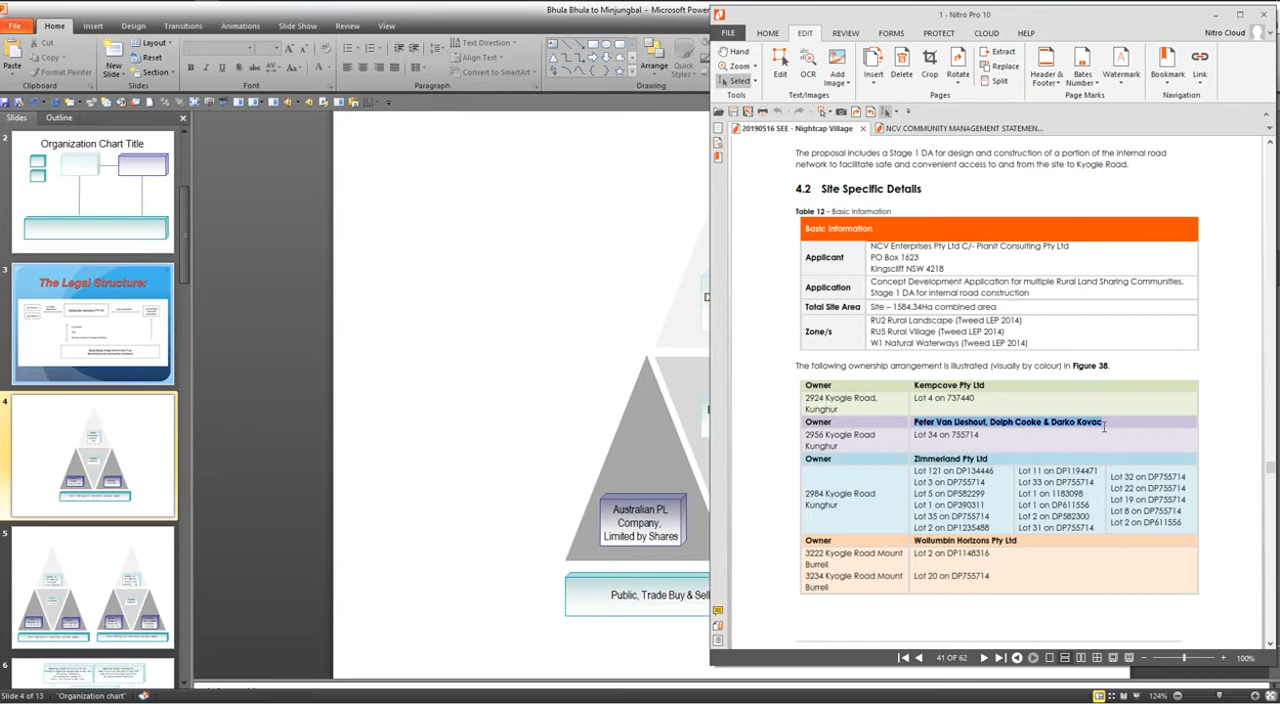 Bhula Bhula to Minjungbal - Microsoft Powe
File
Home
Insert
Design
Transitions
Animations
Slide Show
Review
View
Paste
Cut
Copy
Format Painter
Clipboard
New
Slide
Layout
Reset
Section
Slides
Font
Paragraph
Text Direction
Align Text
Convert to SmartArt
Arrange
Quick
Styles
Drawing
Slides
Outline
2
Organization Chart Title
3
The Legal Structure:
4
5
6
Australian PL
Company,
Limited by Shares
Public, Trade Buy & Sell
Slide 4 of 13
"Organization chart"
124%
1 - Nitro Pro 10
FILE
HOME
EDIT
REVIEW
FORMS
PROTECT
CLOUD
HELP
Nitro Cloud
Hand
Zoom
Select
Tools
Edit
OCR
Add
Image
Text/Images
Insert
Delete
Crop
Rotate
Extract
Replace
Split
Pages
Header &
Footer
Bates
Number
Watermark
Page Marks
Bookmark
Link
Navigation
20190516 SEE - Nightcap Village
NCV COMMUNITY MANAGEMENT STATEMEN...
The proposal includes a Stage 1 DA for design and construction of a portion of the internal road
network to facilitate safe and convenient access to and from the site to Kyogle Road.
4.2 Site Specific Details
Table 12 – Basic Information
Basic Information
Applicant
NCV Enterprises Pty Ltd C/- Planit Consulting Pty Ltd
PO Box 1623
Kingscliff NSW 4218
Application
Concept Development Application for multiple Rural Land Sharing Communities.
Stage 1 DA for internal road construction
Total Site Area
Site – 1584.34Ha combined area
Zone/s
RU2 Rural Landscape (Tweed LEP 2014)
RU5 Rural Village (Tweed LEP 2014)
W1 Natural Waterways (Tweed LEP 2014)
The following ownership arrangement is illustrated (visually by colour) in Figure 38.
Owner
Kempcove Pty Ltd
2924 Kyogle Road,
Kunghur
Lot 4 on 737440
Owner
Peter Van Lieshout, Dolph Cooke & Darko Kovac
2956 Kyogle Road
Kunghur
Lot 34 on 755714
Owner
Zimmerland Pty Ltd
2984 Kyogle Road
Kunghur
Lot 121 on DP134446
Lot 3 on DP755714
Lot 5 on DP582299
Lot 1 on DP390311
Lot 35 on DP755714
Lot 2 on DP1235488
Lot 11 on DP1194471
Lot 33 on DP755714
Lot 1 on 1183098
Lot 1 on DP611556
Lot 2 on DP582300
Lot 31 on DP755714
Lot 32 on DP755714
Lot 22 on DP755714
Lot 19 on DP755714
Lot 8 on DP755714
Lot 2 on DP611556
Owner
Wollumbin Horizons Pty Ltd
3222 Kyogle Road Mount
Burrell
Lot 2 on DP1148316
3234 Kyogle Road Mount
Burrell
Lot 20 on DP755714
41 OF 62
100%